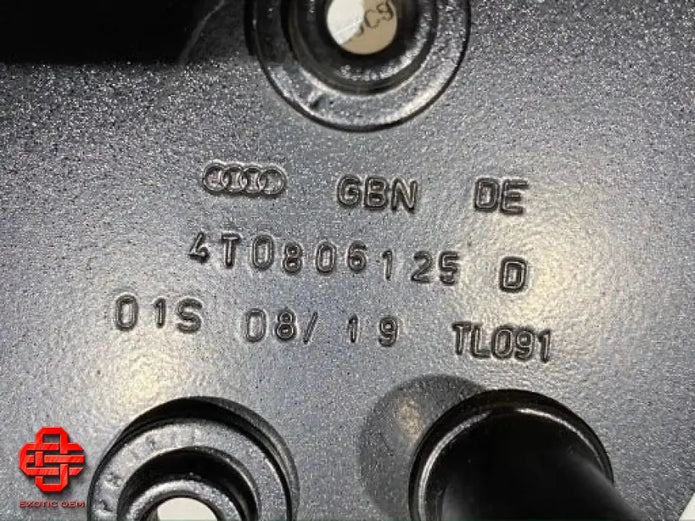 GBN DE
4T0806125 D
01S 08/19 TL091
EXOTIC OEM